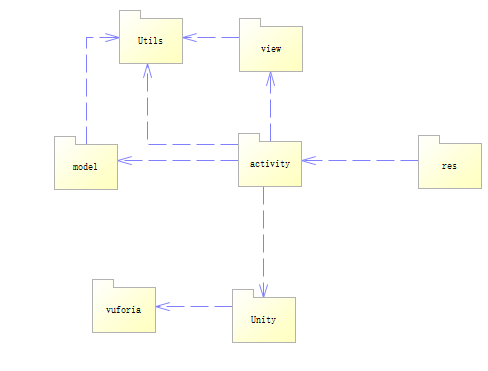 Utils
view
model
activity
res
vuforia
Unity